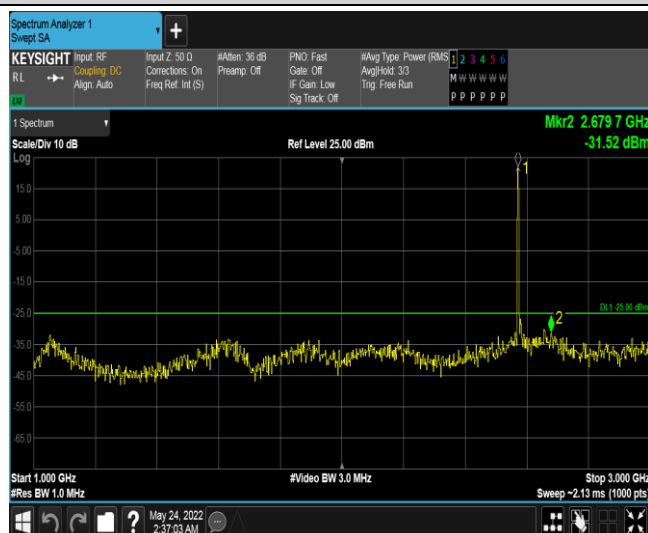 Spectrum Analyzer 1
Swept SA
+
KEYSIGHT
RL
Input: RF
Coupling: DC
Align: Auto
Input Z: 50 Ω
Corrections: On
Freq Ref: Int (S)
#Atten: 36 dB
Preamp: Off
PNO: Fast
Gate: Off
IF Gain: Low
Sig Track: Off
#Avg Type: Power (RMS
Avg|Hold: 3/3
Trig: Free Run
1 2 3 4 5 6
M W W W W W
P P P P P P
1 Spectrum
Mkr2 2.679 7 GHz
-31.52 dBm
Scale/Div 10 dB
Ref Level 25.00 dBm
Log
1
15.0
5.00
-5.00
-15.0
-25.0
DL1 -25.00 dBm
2
-35.0
-45.0
-55.0
-65.0
Start 1.000 GHz
#Video BW 3.0 MHz
Stop 3.000 GHz
#Res BW 1.0 MHz
Sweep ~2.13 ms (1000 pts)
?
May 24, 2022
2:37:03 AM